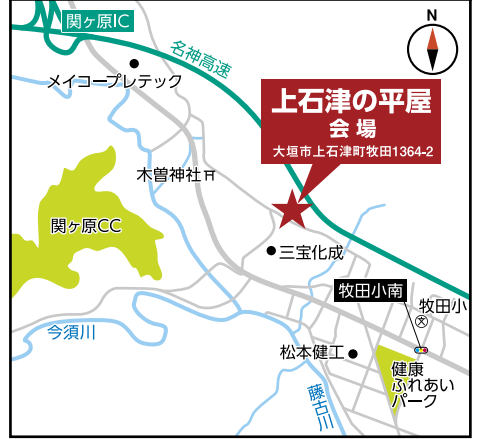 N
関ヶ原IC
名神高速
メイコープレテック
上石津の平屋
会場
大垣市上石津町牧田1364-2
木曽神社
関ヶ原CC
三宝化成
牧田小南
牧田小
文
今須川
松本健工
健康
ふれあい
パーク
藤古川